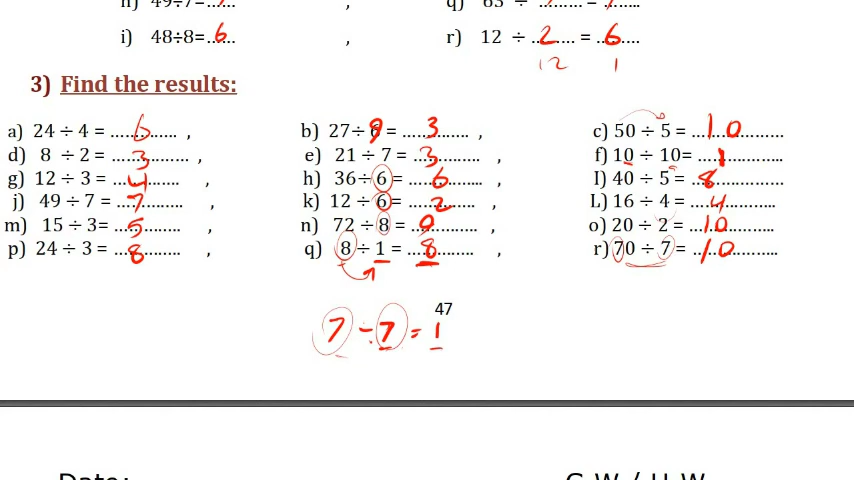 h) 49÷7=...... , q) 63 ÷ ......... = ........
i) 48÷8=..6.... , r) 12 ÷ ..2..... = ..6.....
12 1
3) Find the results:
a) 24 ÷ 4 = ....6...... , b) 27÷ 9 = ....3....... , c) 50 ÷ 5 = ..10..........
d) 8 ÷ 2= ....3....... , e) 21 ÷ 7 = ..3....... , f) 10 ÷ 10= ....1.........
g) 12 ÷ 3 = ...4....... , h) 36÷ 6 = ....6....... , I) 40 ÷ 5 = 8..............
j) 49 ÷ 7 = ..7....... , k) 12 ÷ 6= ....2....... , L) 16 ÷ 4 = ....4........
m) 15 ÷ 3= ..5....... , n) 72 ÷ 8 = ..9....... , o) 20 ÷ 2 = ..10........
p) 24 ÷ 3 = ...8....... , q) 8 ÷ 1 = ....8....... , r) 70 ÷ 7 = ..10........
47
7 ÷ 7 = 1
Date: C.W / H.W